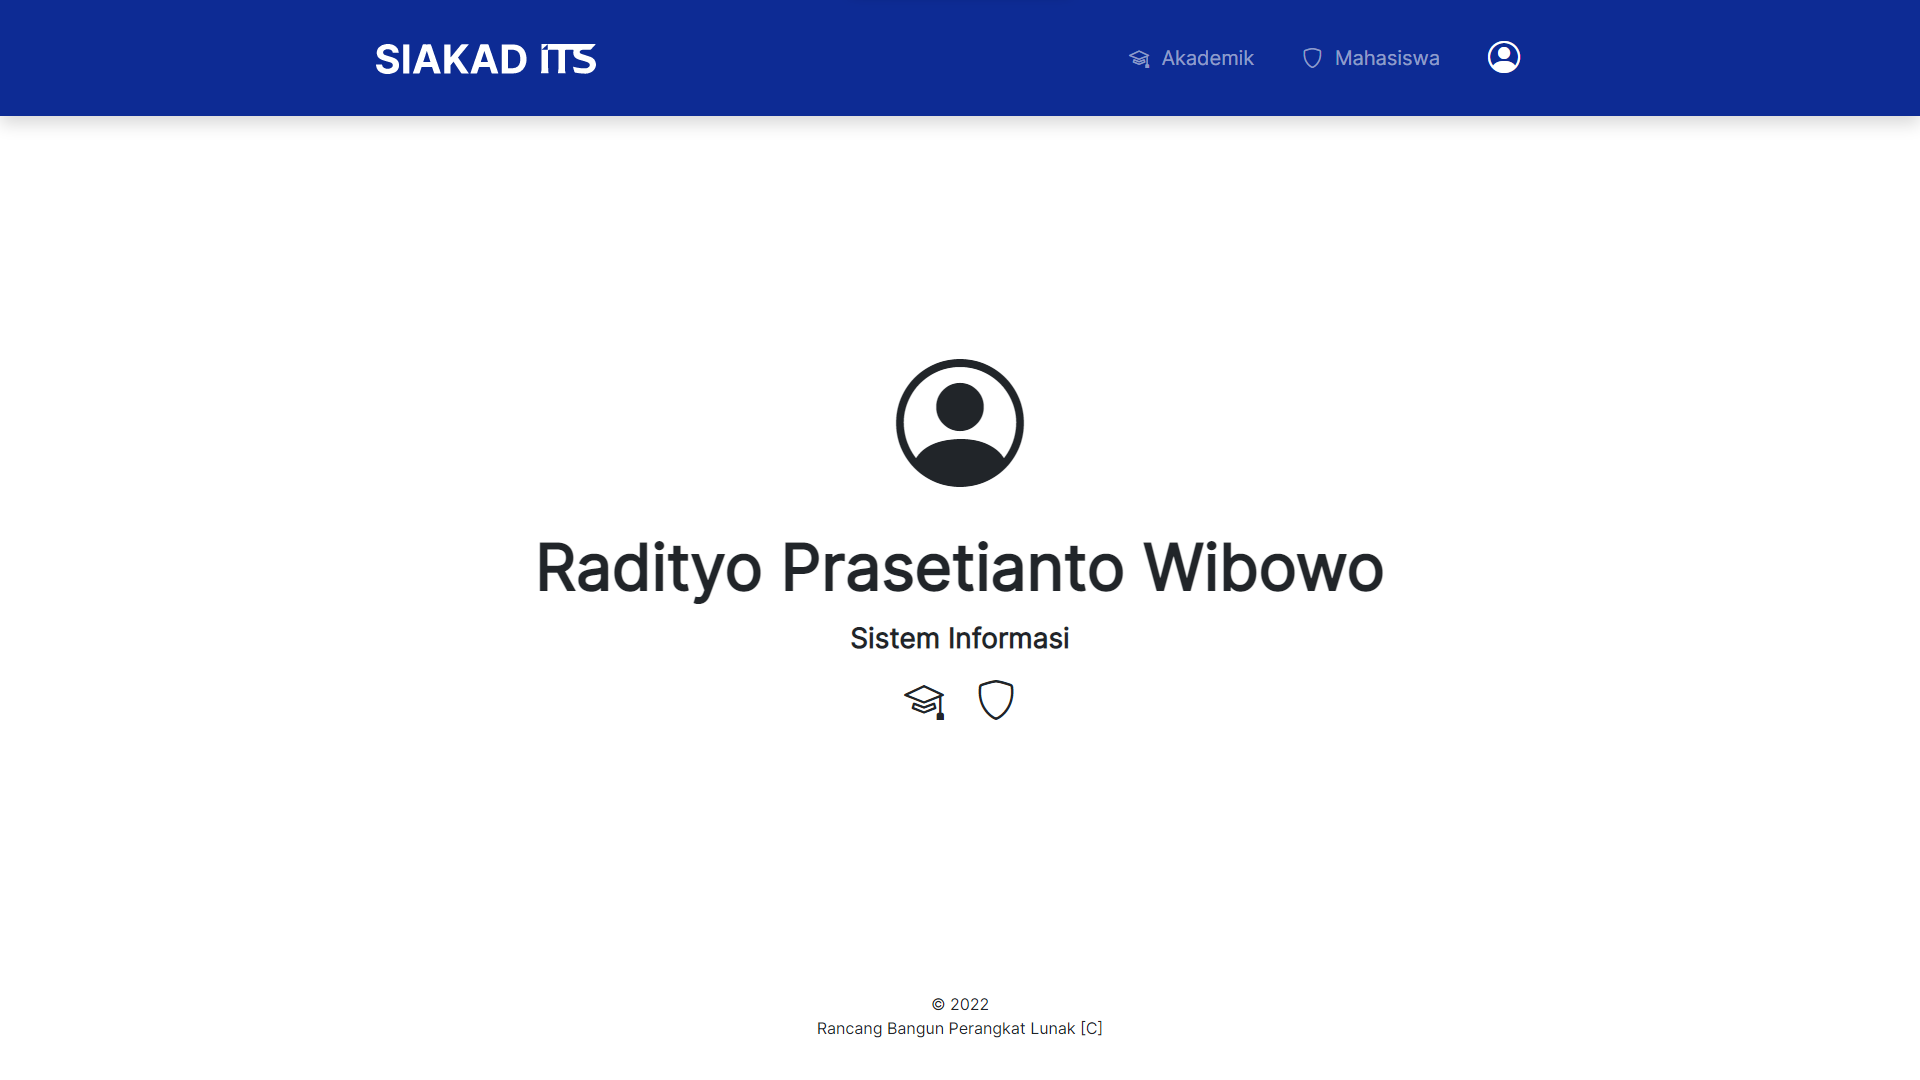 SIAKAD ITS
Akademik
Mahasiswa
Radityo Prasetianto Wibowo
Sistem Informasi
© 2022
Rancang Bangun Perangkat Lunak [C]